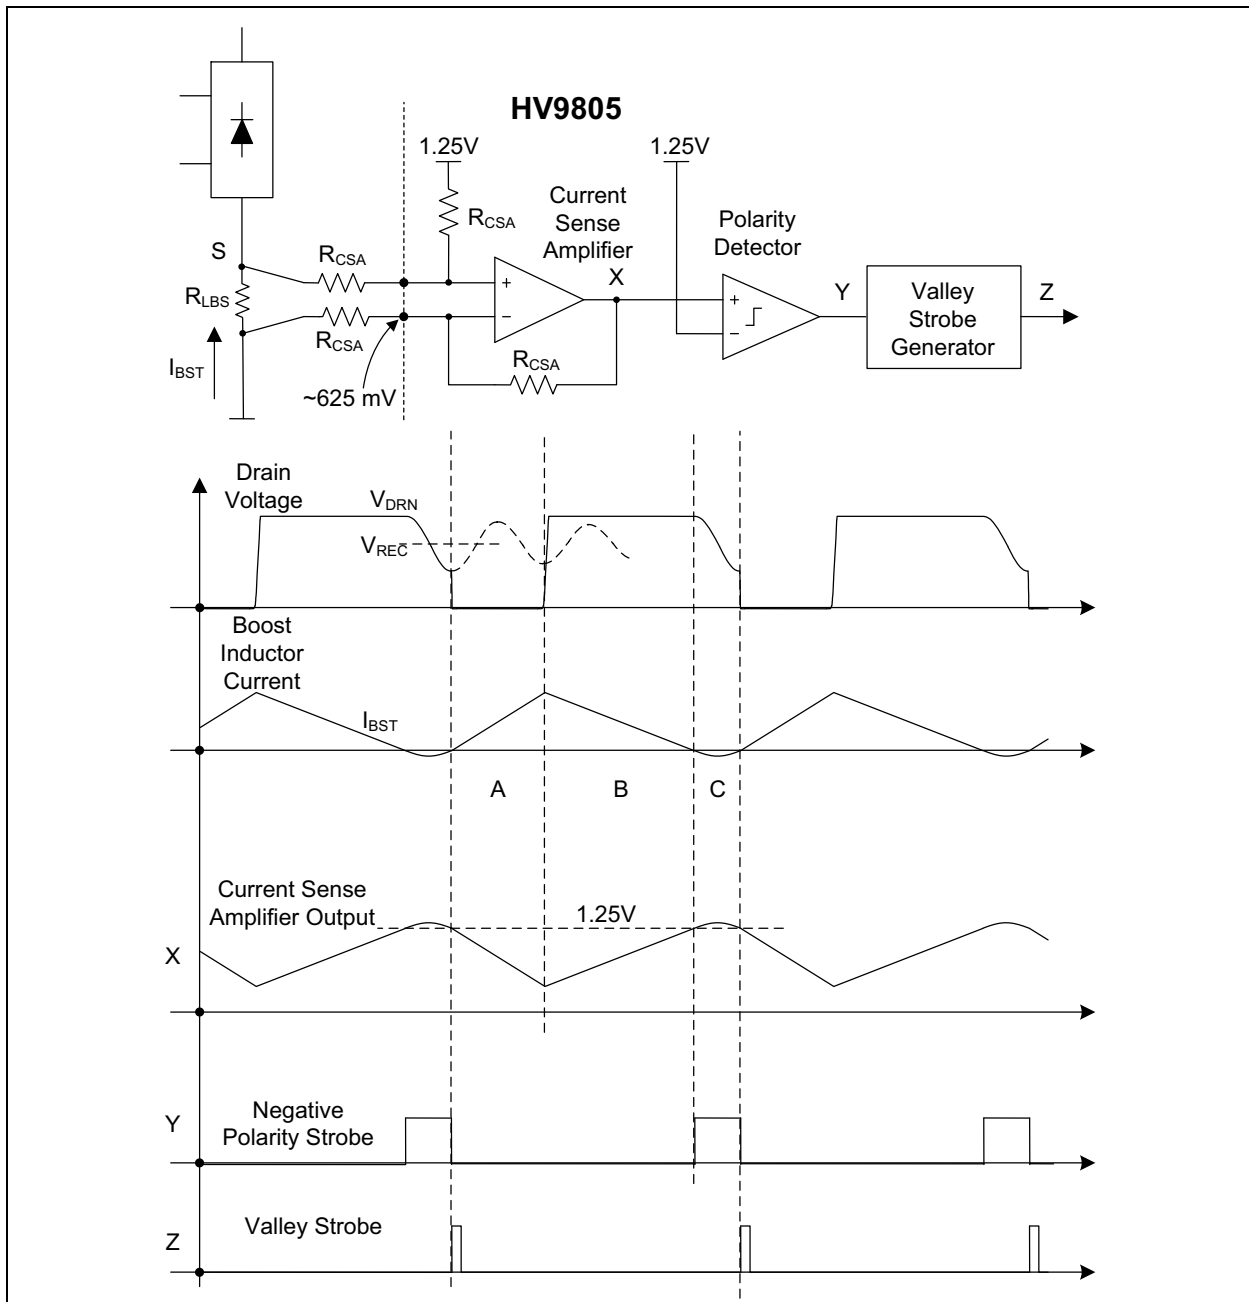 HV9805
1.25V
1.25V
RCSA
Current
Sense
Amplifier
Polarity
Detector
S
RCSA
X
RLBS
+
−
+
−
Y
Valley
Strobe
Generator
Z
RCSA
RCSA
IBST
~625 mV
Drain
Voltage
VDRN
VREC
Boost
Inductor
Current
IBST
A
B
C
Current Sense
Amplifier Output
1.25V
X
Y
Negative
Polarity Strobe
Z
Valley Strobe